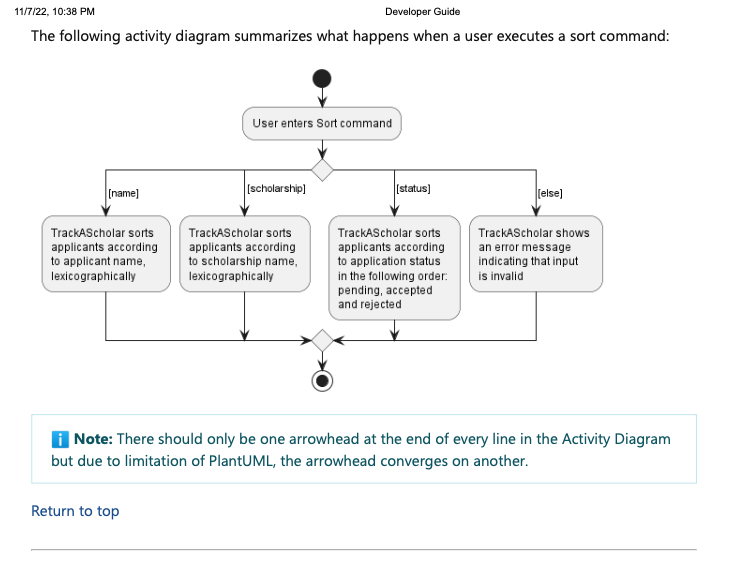 11/7/22, 10:38 PM
Developer Guide
The following activity diagram summarizes what happens when a user executes a sort command:
User enters Sort command
[name]
[scholarship]
[status]
[else]
TrackAScholar sorts
applicants according
to applicant name,
lexicographically
TrackAScholar sorts
applicants according
to scholarship name,
lexicographically
TrackAScholar sorts
applicants according
to application status
in the following order:
pending, accepted
and rejected
TrackAScholar shows
an error message
indicating that input
is invalid
i Note: There should only be one arrowhead at the end of every line in the Activity Diagram
but due to limitation of PlantUML, the arrowhead converges on another.
Return to top